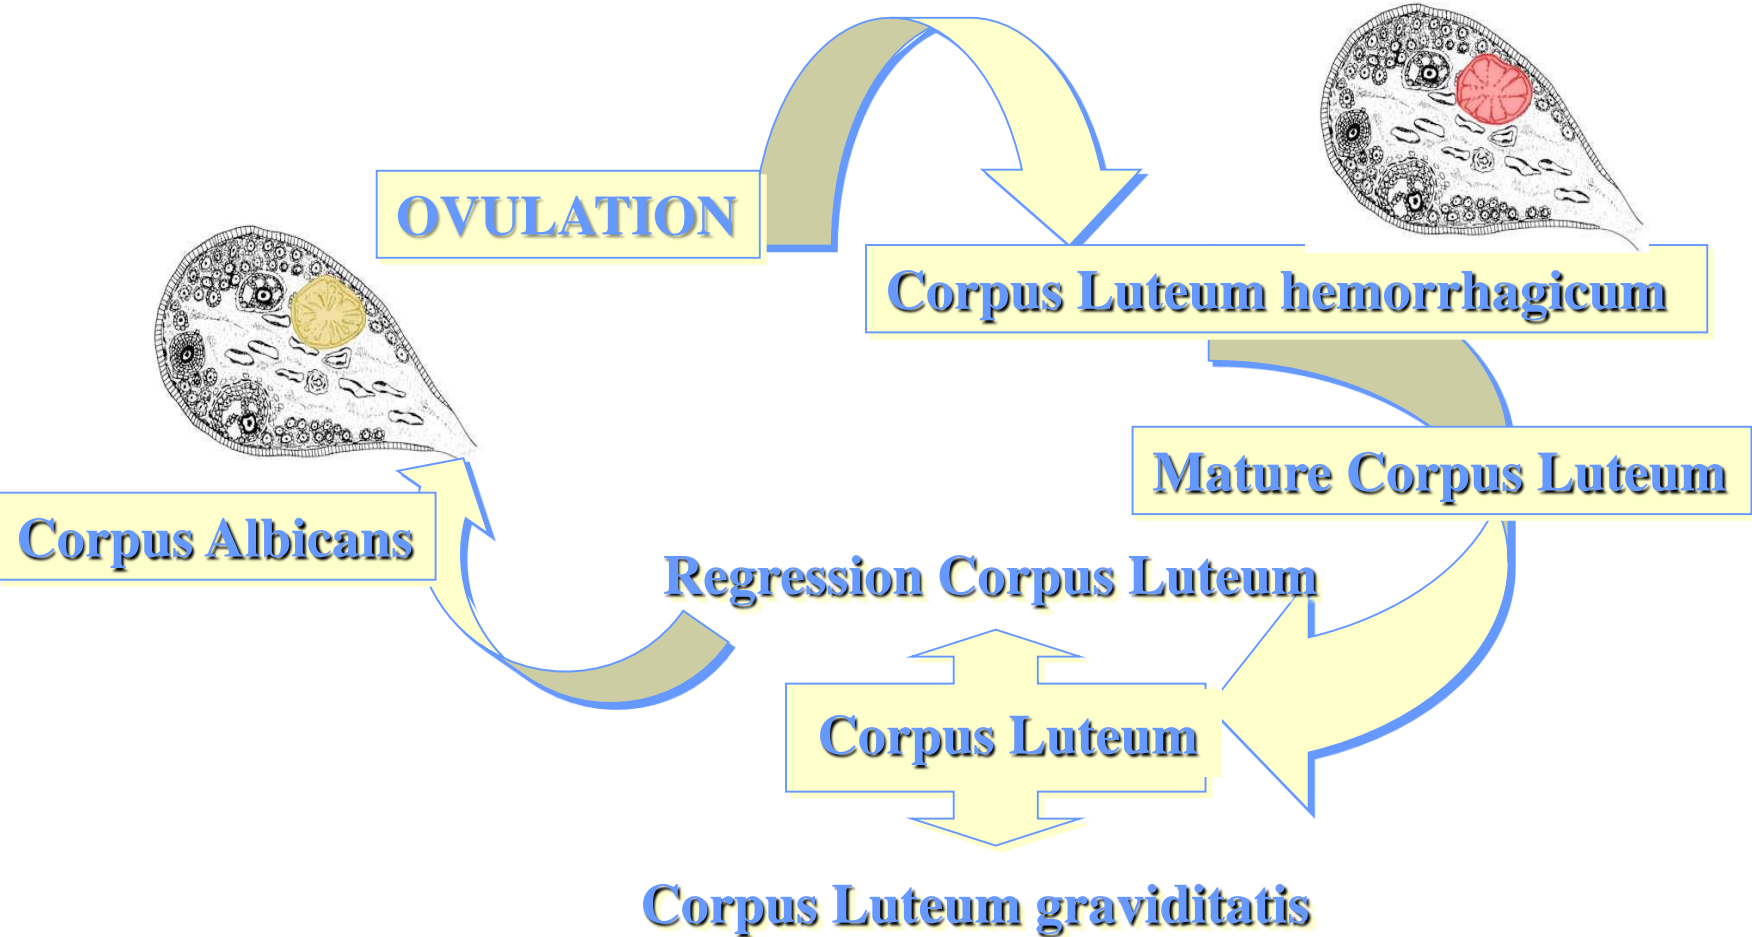 OVULATION
Corpus Luteum hemorrhagicum
Mature Corpus Luteum
Corpus Albicans
Regression Corpus Luteum
Corpus Luteum
Corpus Luteum graviditatis